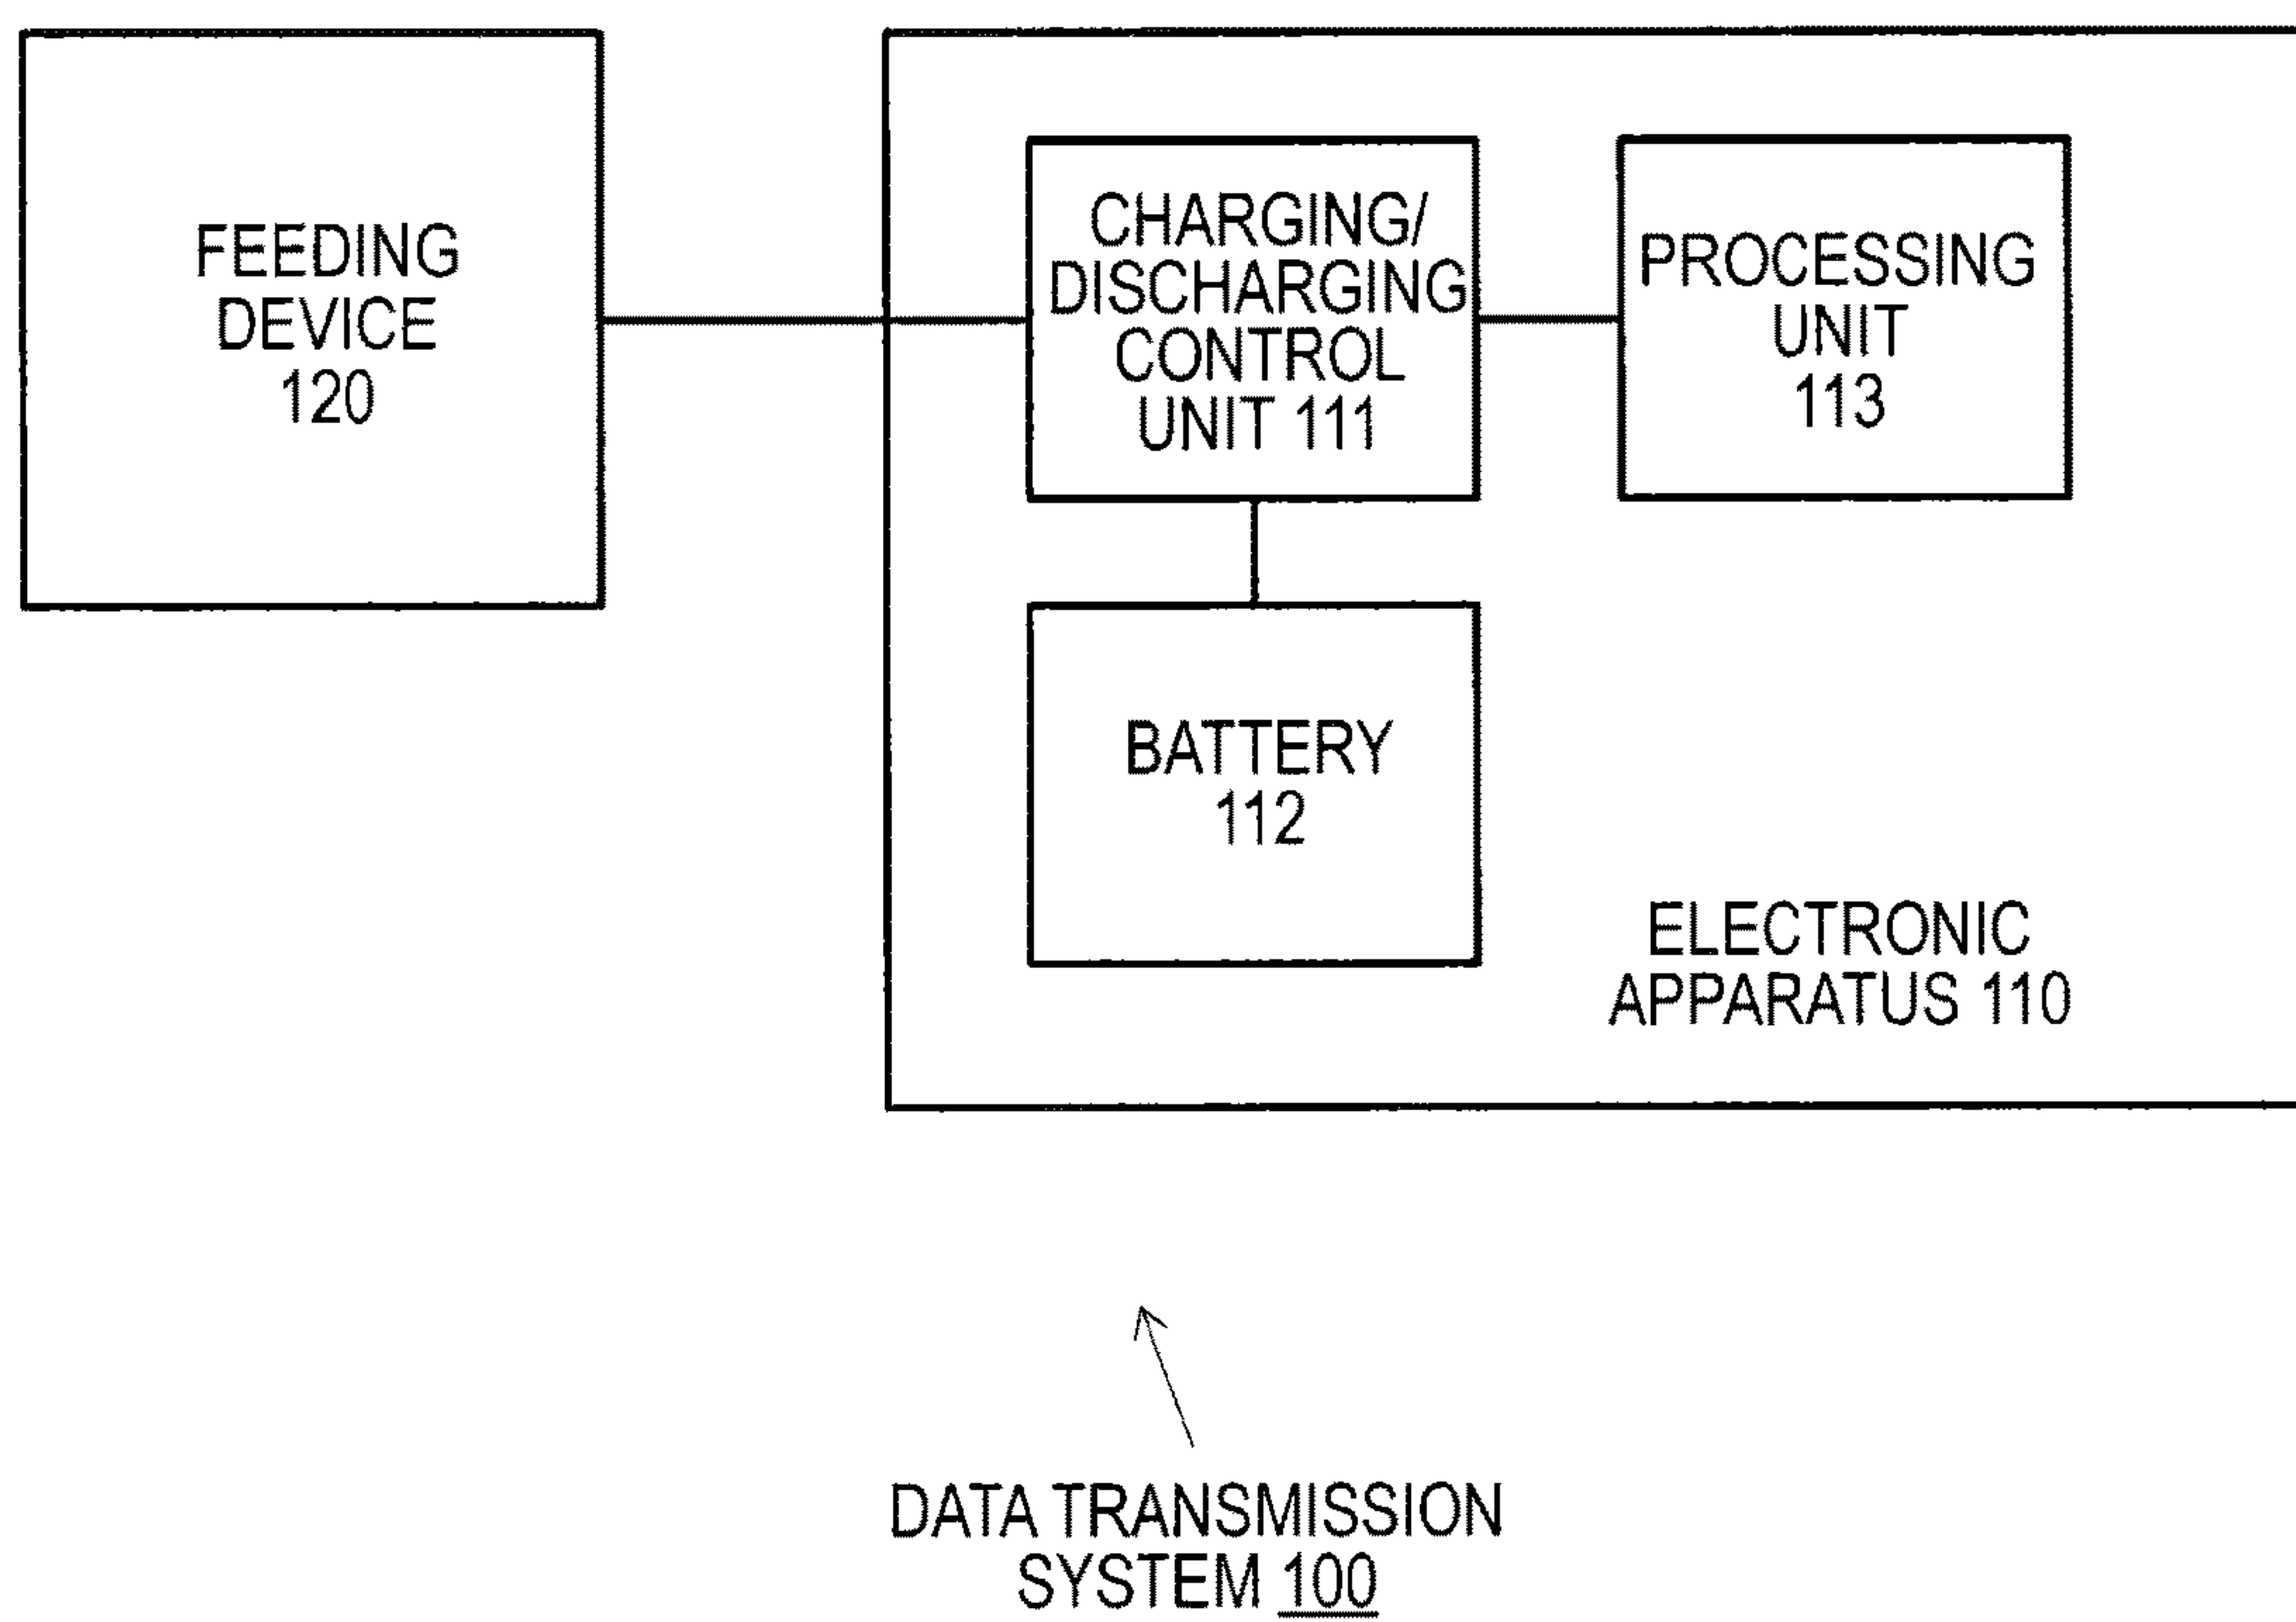 FEEDING
DEVICE
120
CHARGING/
DISCHARGING
CONTROL
UNIT 111
PROCESSING
UNIT
113
BATTERY
112
ELECTRONIC
APPARATUS 110
DATA TRANSMISSION
SYSTEM 100